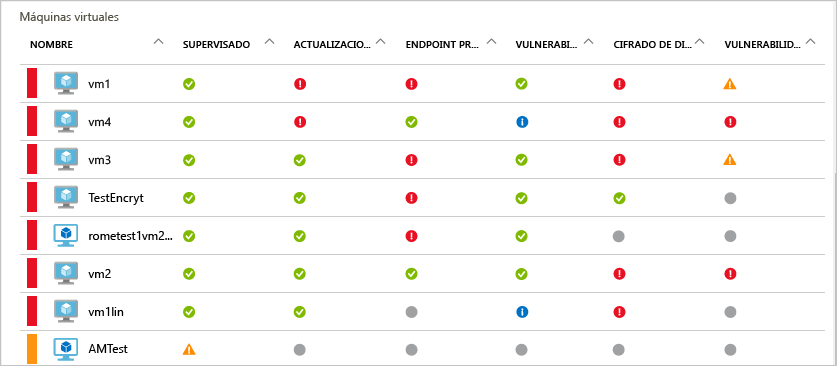 Máquinas virtuales
NOMBRE SUPERVISADO ACTUALIZACIO... ENDPOINT PR... VULNERABI... CIFRADO DE DI... VULNERABILID...
vm1
vm4
vm3
TestEncryt
rometest1vm2...
vm2
vm1lin
AMTest